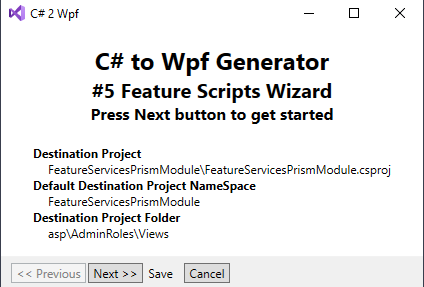 C# 2 Wpf
C# to Wpf Generator
#5 Feature Scripts Wizard
Press Next button to get started
Destination Project
FeatureServicesPrismModule\FeatureServicesPrismModule.csproj
Default Destination Project NameSpace
FeatureServicesPrismModule
Destination Project Folder
asp\AdminRoles\Views
<< Previous Next >> Save Cancel